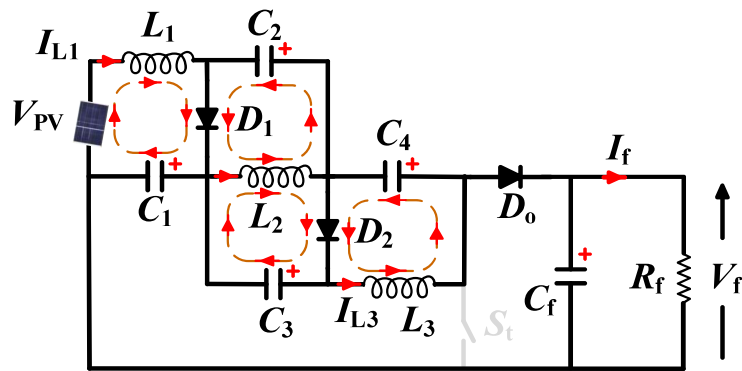 L1
C2
IL1
+
VPV
D1
C4
If
+
+
C1
L2
Do
D2
+
+
Rf
Vf
Cf
C3
IL3
L3
St